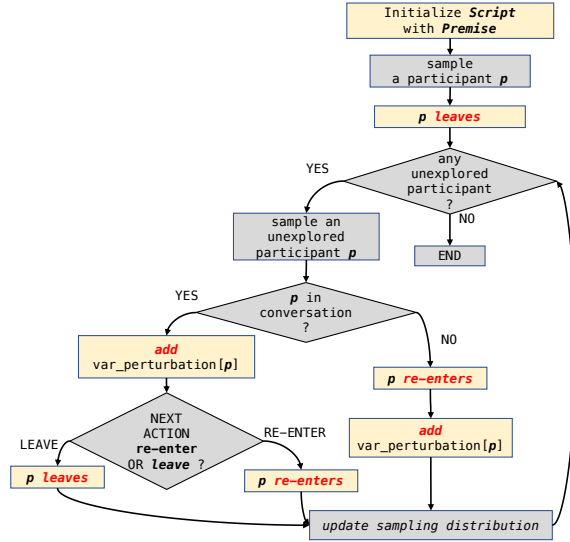 Initialize Script
with Premise
sample
a participant p
p leaves
any
unexplored
participant
?
YES
NO
sample an
unexplored
participant p
END
p in
conversation
?
YES
NO
add
var_perturbation[p]
p re-enters
NEXT
ACTION
re-enter
OR leave ?
LEAVE
RE-ENTER
add
var_perturbation[p]
p leaves
p re-enters
update sampling distribution